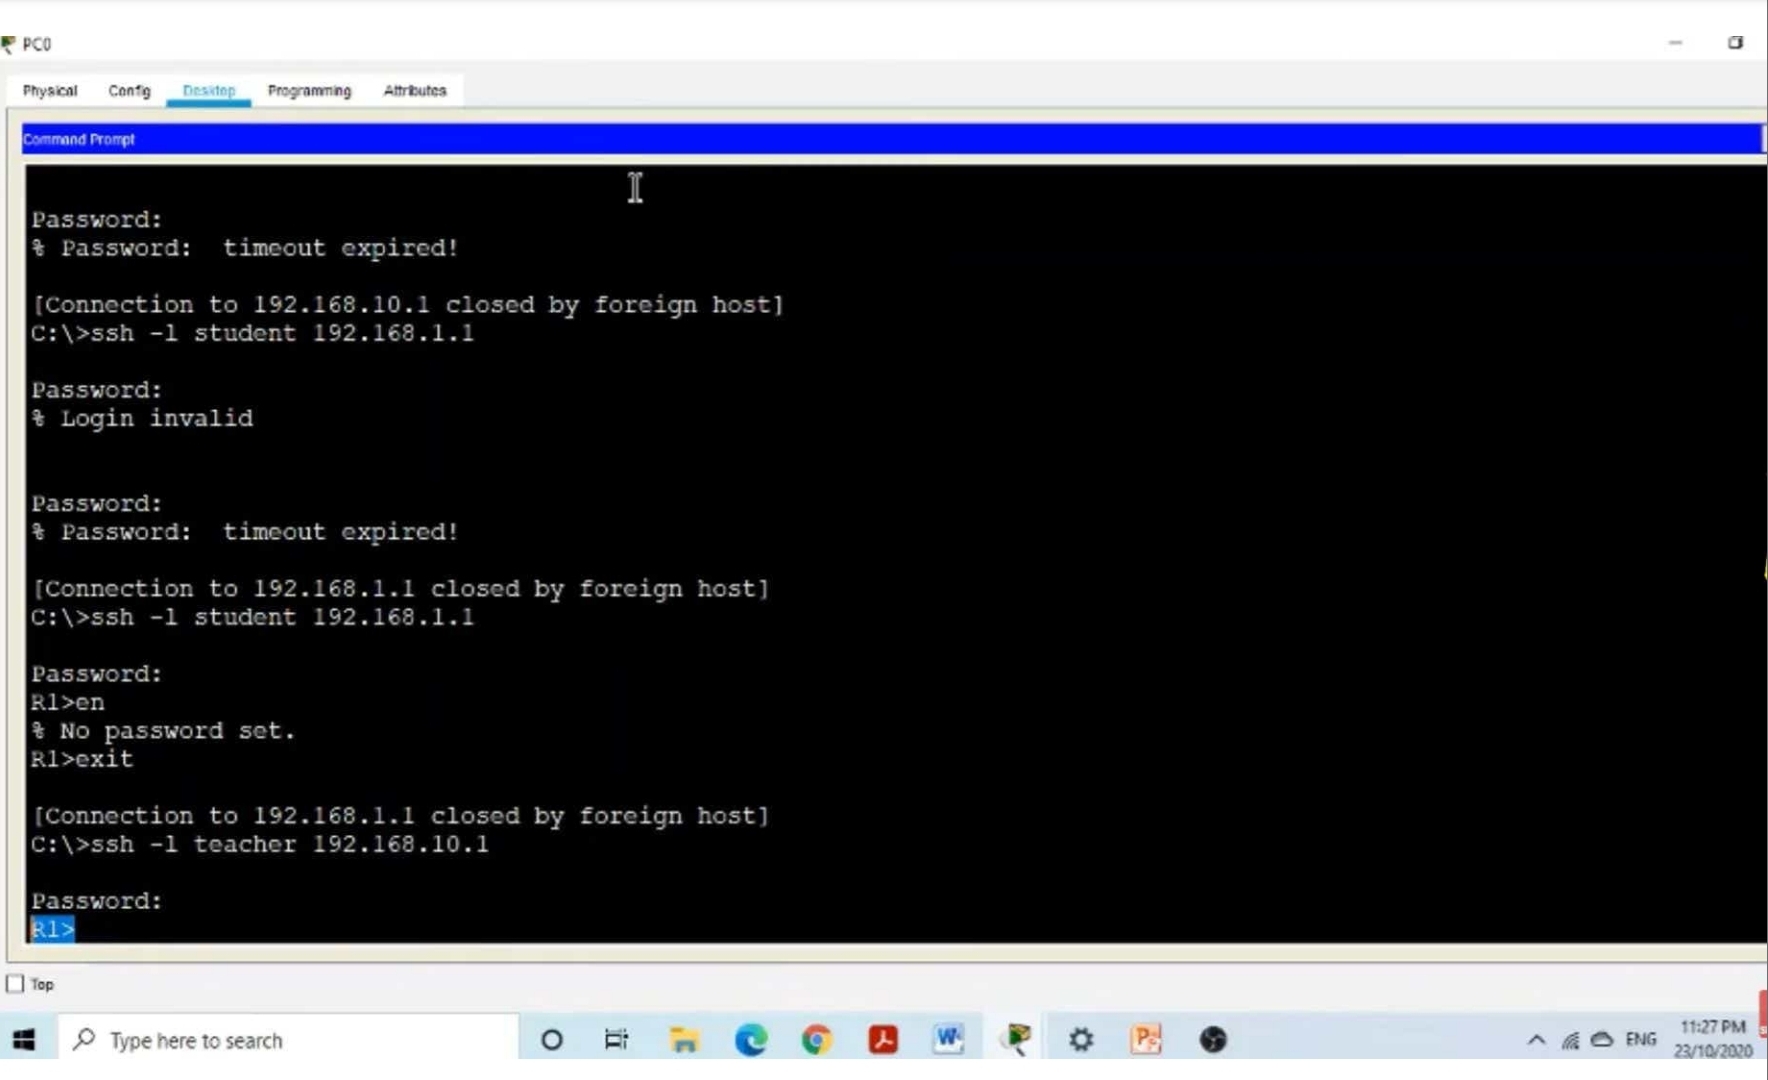 PC0
Physical Config Desktop Programming Attributes
Command Prompt
Password:
% Password:  timeout expired!
[Connection to 192.168.10.1 closed by foreign host]
C:\>ssh -l student 192.168.1.1
Password:
% Login invalid
Password:
% Password:  timeout expired!
[Connection to 192.168.1.1 closed by foreign host]
C:\>ssh -l student 192.168.1.1
Password:
R1>en
% No password set.
R1>exit
[Connection to 192.168.1.1 closed by foreign host]
C:\>ssh -l teacher 192.168.10.1
Password:
R1>
Top
Type here to search
ENG
11:27 PM
23/10/2020